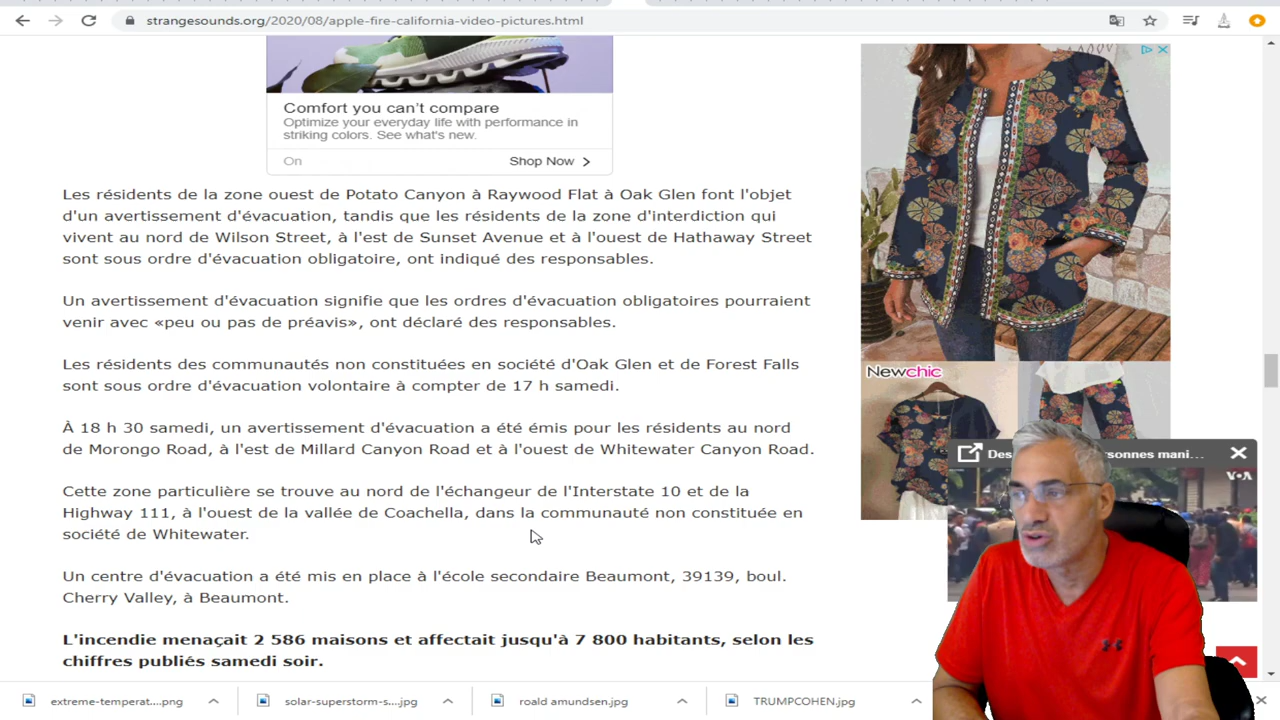 strangesounds.org/2020/08/apple-fire-california-video-pictures.html
Comfort you can't compare
Optimize your everyday life with performance in
striking colors. See what's new.
On
Shop Now
Les résidents de la zone ouest de Potato Canyon à Raywood Flat à Oak Glen font l'objet
d'un avertissement d'évacuation, tandis que les résidents de la zone d'interdiction qui
vivent au nord de Wilson Street, à l'est de Sunset Avenue et à l'ouest de Hathaway Street
sont sous ordre d'évacuation obligatoire, ont indiqué des responsables.
Un avertissement d'évacuation signifie que les ordres d'évacuation obligatoires pourraient
venir avec «peu ou pas de préavis», ont déclaré des responsables.
Les résidents des communautés non constituées en société d'Oak Glen et de Forest Falls
sont sous ordre d'évacuation volontaire à compter de 17 h samedi.
À 18 h 30 samedi, un avertissement d'évacuation a été émis pour les résidents au nord
de Morongo Road, à l'est de Millard Canyon Road et à l'ouest de Whitewater Canyon Road.
Cette zone particulière se trouve au nord de l'échangeur de l'Interstate 10 et de la
Highway 111, à l'ouest de la vallée de Coachella, dans la communauté non constituée en
société de Whitewater.
Un centre d'évacuation a été mis en place à l'école secondaire Beaumont, 39139, boul.
Cherry Valley, à Beaumont.
L'incendie menaçait 2 586 maisons et affectait jusqu'à 7 800 habitants, selon les
chiffres publiés samedi soir.
Newchic
Des
personnes mani...
VOA
extreme-temperat....png
solar-superstorm-s....jpg
roald amundsen.jpg
TRUMPCOHEN.jpg